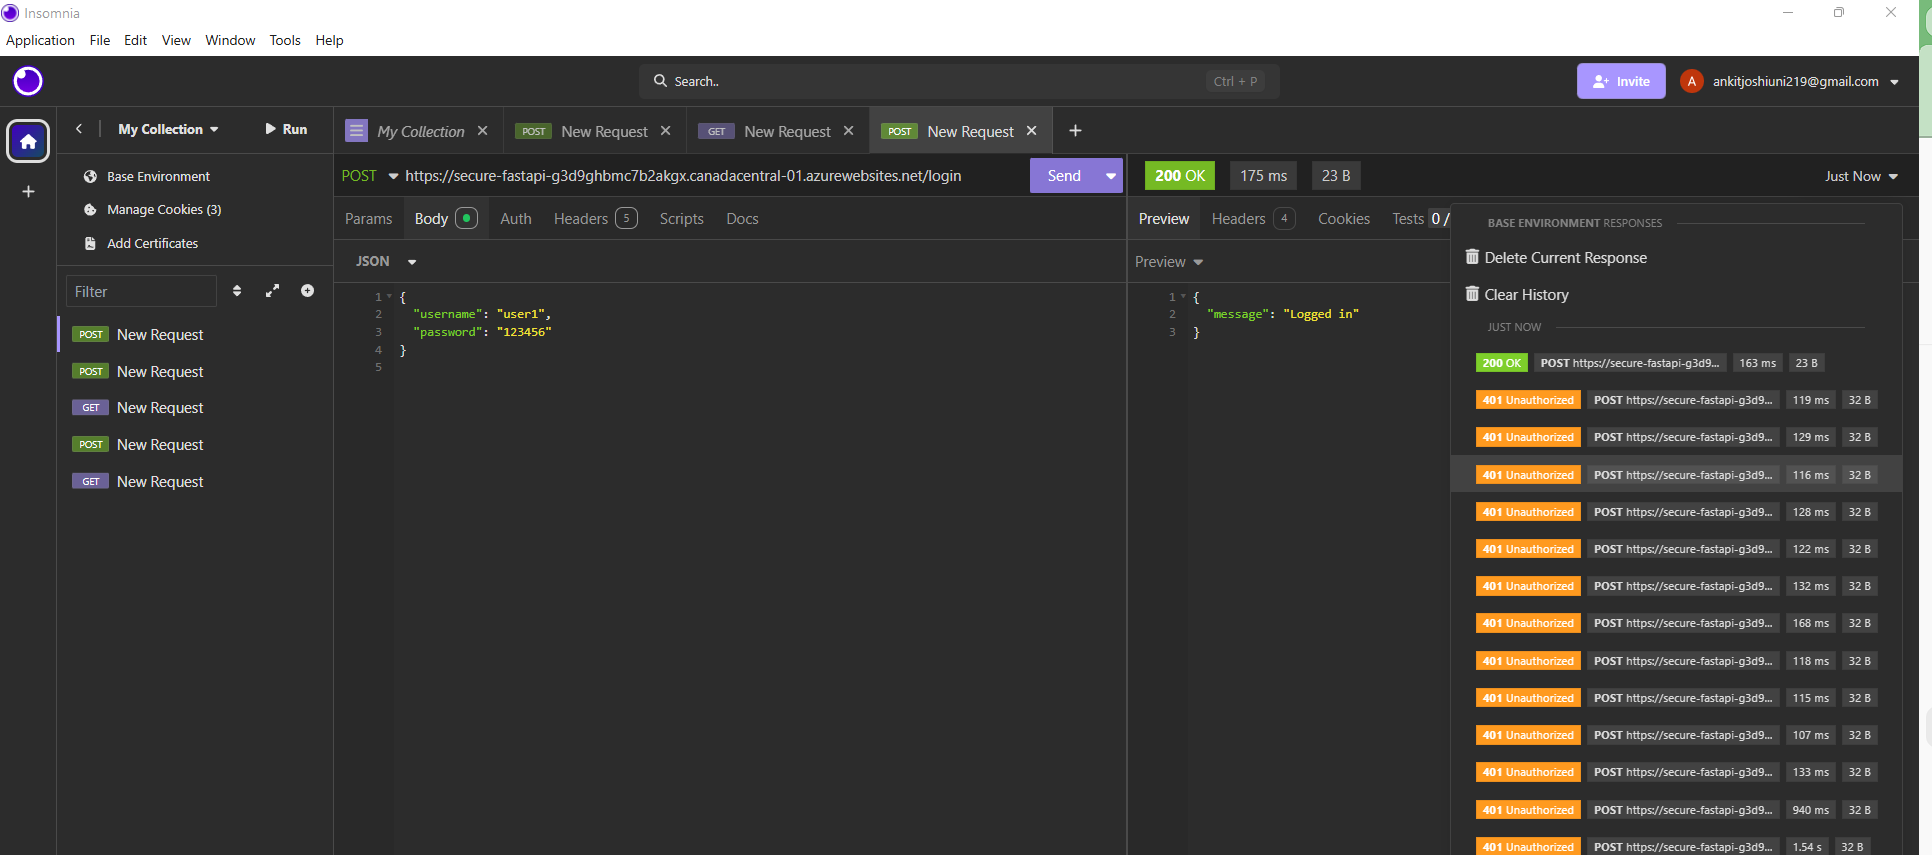 Insomnia
Application File Edit View Window Tools Help
Search.. Ctrl + P
Invite
A ankitjoshiuni219@gmail.com
My Collection
Run
My Collection
POST New Request
GET New Request
POST New Request
Base Environment
Manage Cookies (3)
Add Certificates
Filter
POST New Request
POST New Request
GET New Request
POST New Request
GET New Request
POST https://secure-fastapi-g3d9ghbmc7b2akgx.canadacentral-01.azurewebsites.net/login
Send
Params Body Auth Headers 5 Scripts Docs
JSON
1 {
2 "username": "user1",
3 "password": "123456"
4 }
5
200 OK 175 ms 23 B Just Now
Preview Headers 4 Cookies Tests 0 /
Preview
1 {
2 "message": "Logged in"
3 }
BASE ENVIRONMENT RESPONSES
Delete Current Response
Clear History
JUST NOW
200 OK POST https://secure-fastapi-g3d9... 163 ms 23 B
401 Unauthorized POST https://secure-fastapi-g3d9... 119 ms 32 B
401 Unauthorized POST https://secure-fastapi-g3d9... 129 ms 32 B
401 Unauthorized POST https://secure-fastapi-g3d9... 116 ms 32 B
401 Unauthorized POST https://secure-fastapi-g3d9... 128 ms 32 B
401 Unauthorized POST https://secure-fastapi-g3d9... 122 ms 32 B
401 Unauthorized POST https://secure-fastapi-g3d9... 132 ms 32 B
401 Unauthorized POST https://secure-fastapi-g3d9... 168 ms 32 B
401 Unauthorized POST https://secure-fastapi-g3d9... 118 ms 32 B
401 Unauthorized POST https://secure-fastapi-g3d9... 115 ms 32 B
401 Unauthorized POST https://secure-fastapi-g3d9... 107 ms 32 B
401 Unauthorized POST https://secure-fastapi-g3d9... 133 ms 32 B
401 Unauthorized POST https://secure-fastapi-g3d9... 940 ms 32 B
401 Unauthorized POST https://secure-fastapi-g3d9... 1.54 s 32 B